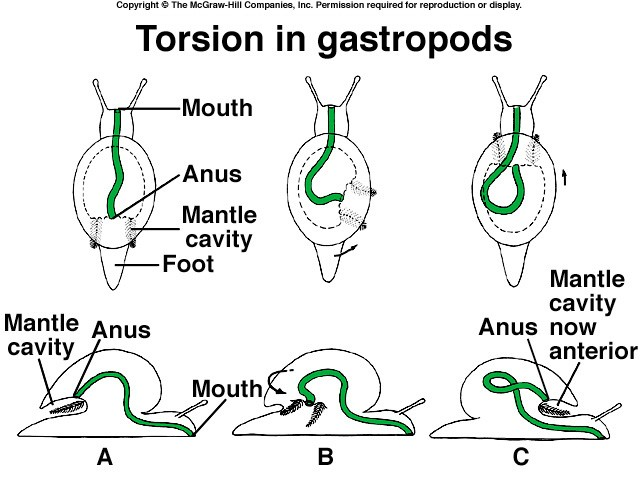 Copyright © The McGraw-Hill Companies, Inc. Permission required for reproduction or display.
Torsion in gastropods
Mouth
Anus
Mantle
cavity
Foot
Mantle
cavity
Anus
Mouth
Anus
Mantle
cavity
now
anterior
A
B
C